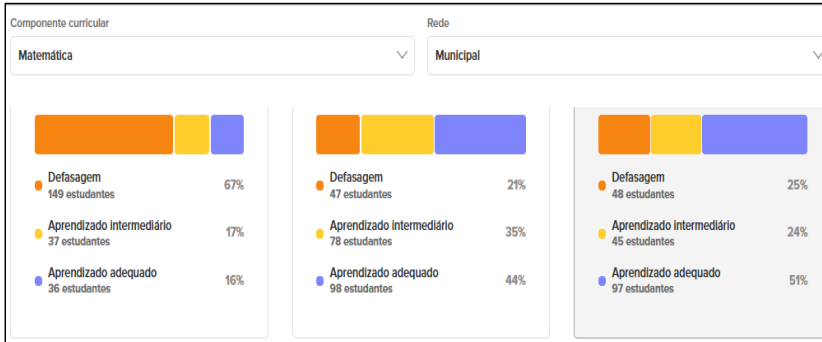 Componente curricular
Rede
Matemática
Municipal
Defasagem
149 estudantes
67%
Aprendizado intermediário
37 estudantes
17%
Aprendizado adequado
36 estudantes
16%
Defasagem
47 estudantes
21%
Aprendizado intermediário
78 estudantes
35%
Aprendizado adequado
98 estudantes
44%
Defasagem
48 estudantes
25%
Aprendizado intermediário
45 estudantes
24%
Aprendizado adequado
97 estudantes
51%